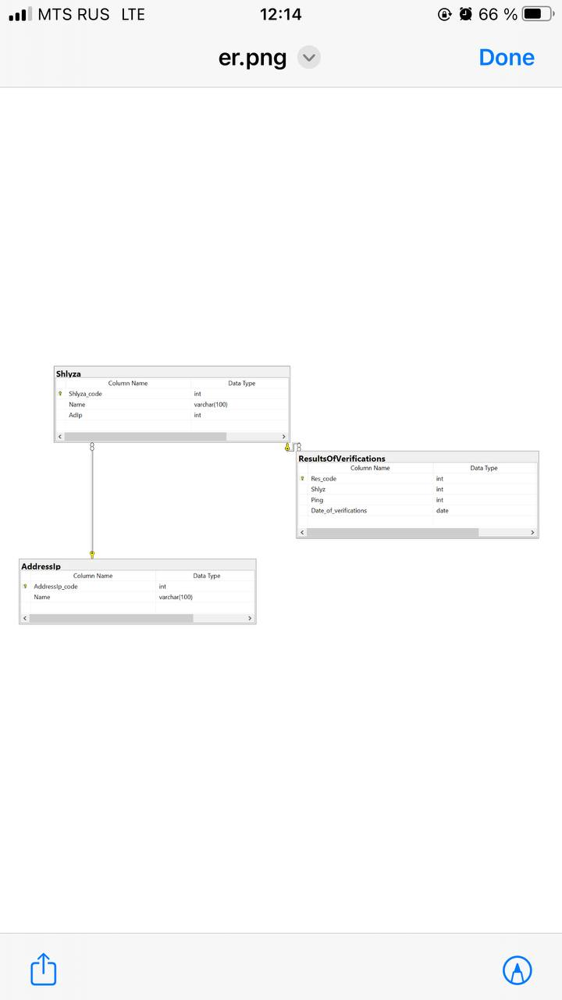 MTS RUS LTE 12:14 66 %
er.png Done
Shlyza
Column Name Data Type
Shlyza_code int
Name varchar(100)
AdIp int
ResultsOfVerifications
Column Name Data Type
Res_code int
Shlyz int
Ping int
Date_of_verifications date
AddressIp
Column Name Data Type
AddressIp_code int
Name varchar(100)